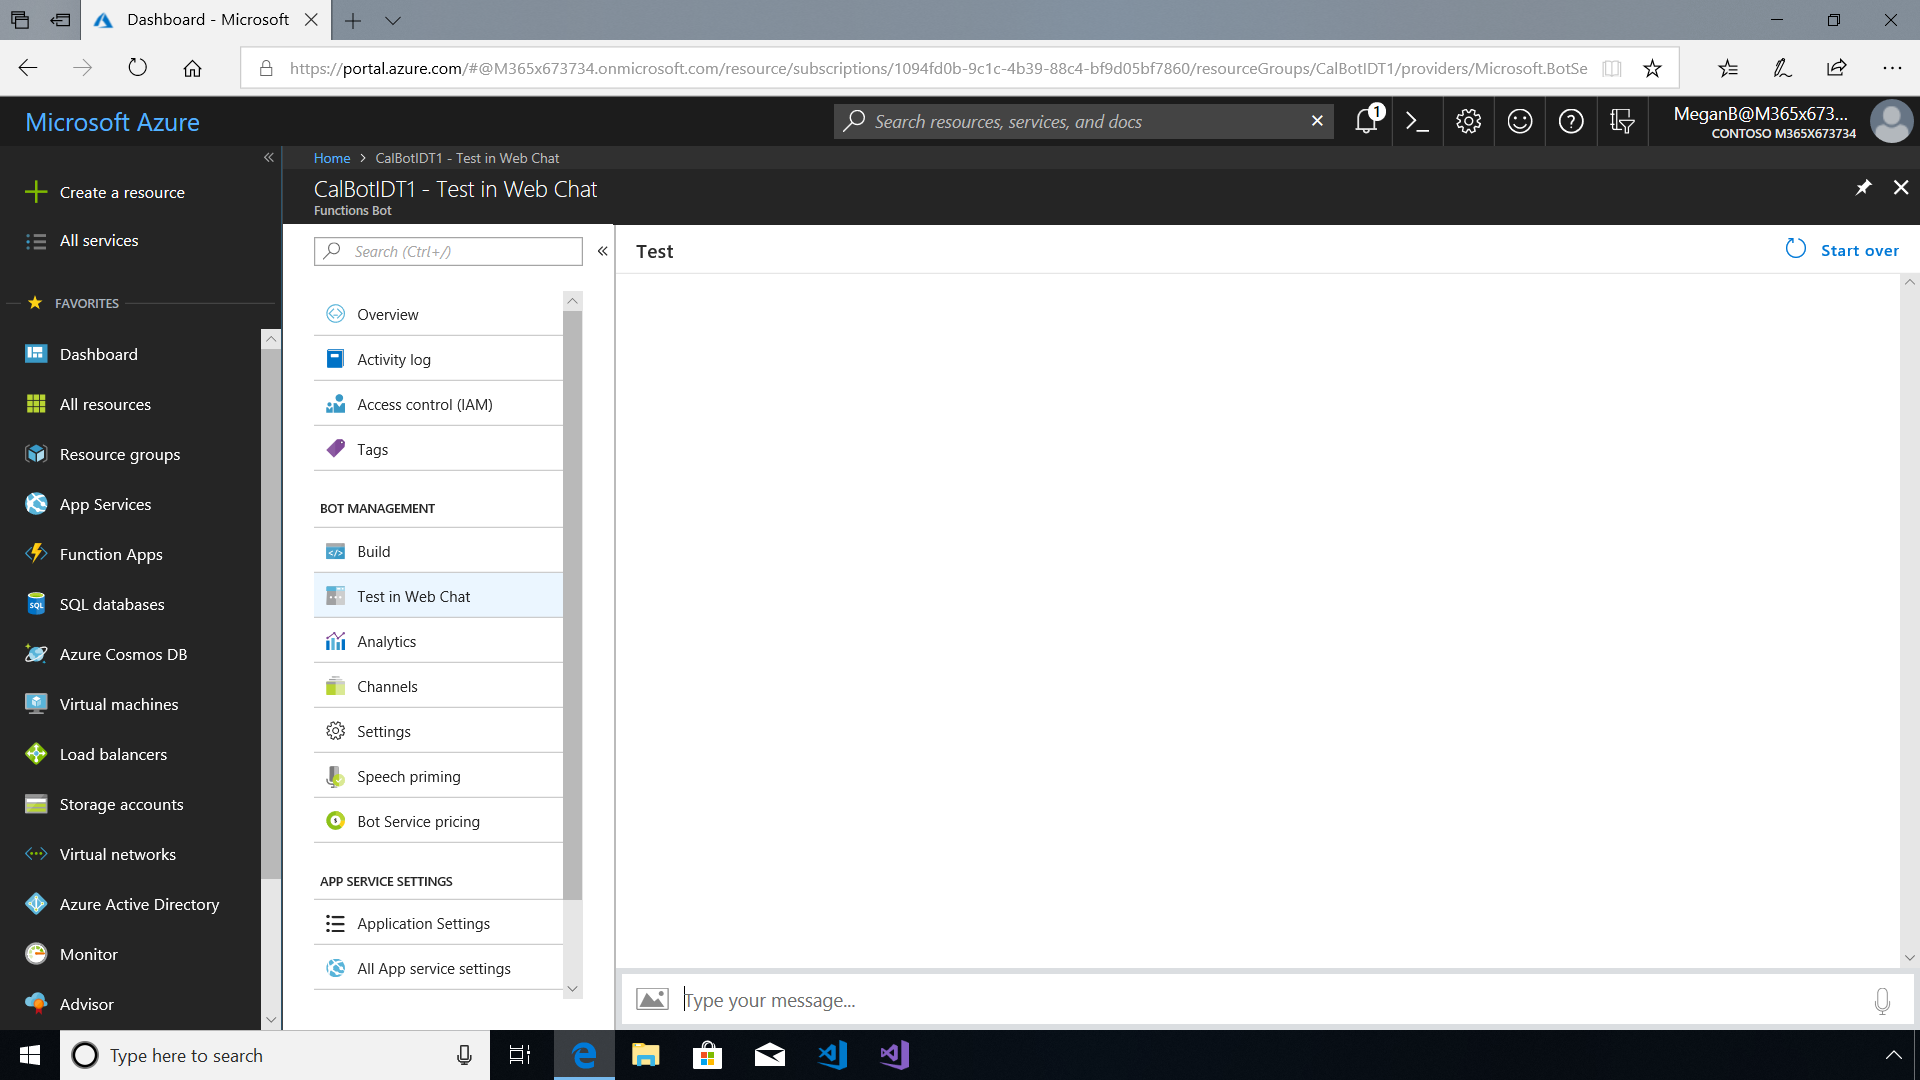 Dashboard - Microsoft
https://portal.azure.com/#@M365x673734.onmicrosoft.com/resource/subscriptions/1094fd0b-9c1c-4b39-88c4-bf9d05bf7860/resourceGroups/CalBotIDT1/providers/Microsoft.BotSe
Microsoft Azure
Search resources, services, and docs
1
MeganB@M365x673...
CONTOSO M365X673734
Home > CalBotIDT1 - Test in Web Chat
CalBotIDT1 - Test in Web Chat
Functions Bot
Create a resource
All services
FAVORITES
Dashboard
All resources
Resource groups
App Services
Function Apps
SQL databases
Azure Cosmos DB
Virtual machines
Load balancers
Storage accounts
Virtual networks
Azure Active Directory
Monitor
Advisor
Search (Ctrl+/)
Overview
Activity log
Access control (IAM)
Tags
BOT MANAGEMENT
Build
Test in Web Chat
Analytics
Channels
Settings
Speech priming
Bot Service pricing
APP SERVICE SETTINGS
Application Settings
All App service settings
Test
Start over
Type your message...
Type here to search